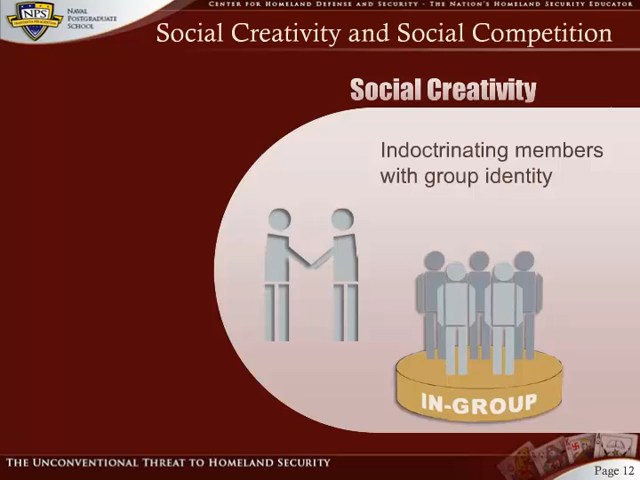 Center for Homeland Defense and Security - The Nation's Homeland Security Educator
NPS
Naval
Postgraduate
School
Social Creativity and Social Competition
Social Creativity
Indoctrinating members
with group identity
IN-GROUP
The Unconventional Threat to Homeland Security
Page 12